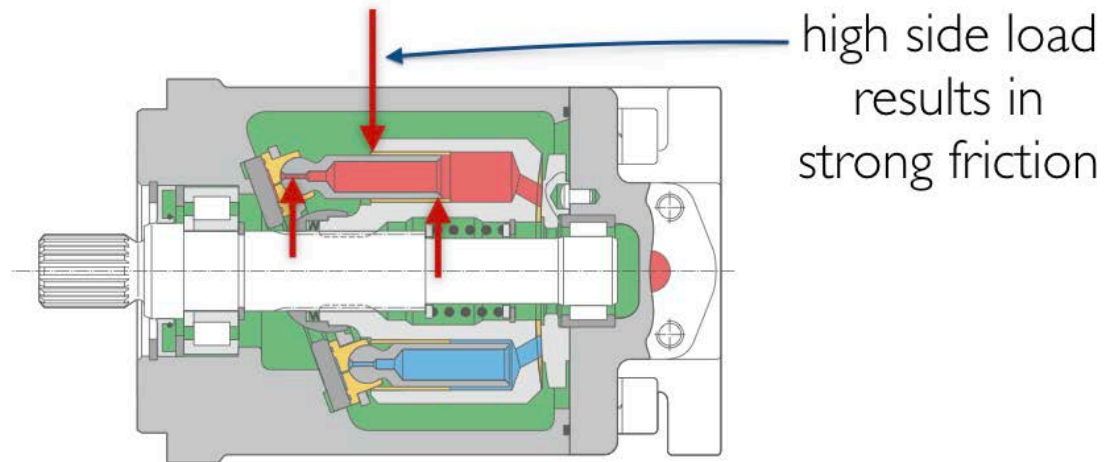 high side load
results in
strong friction